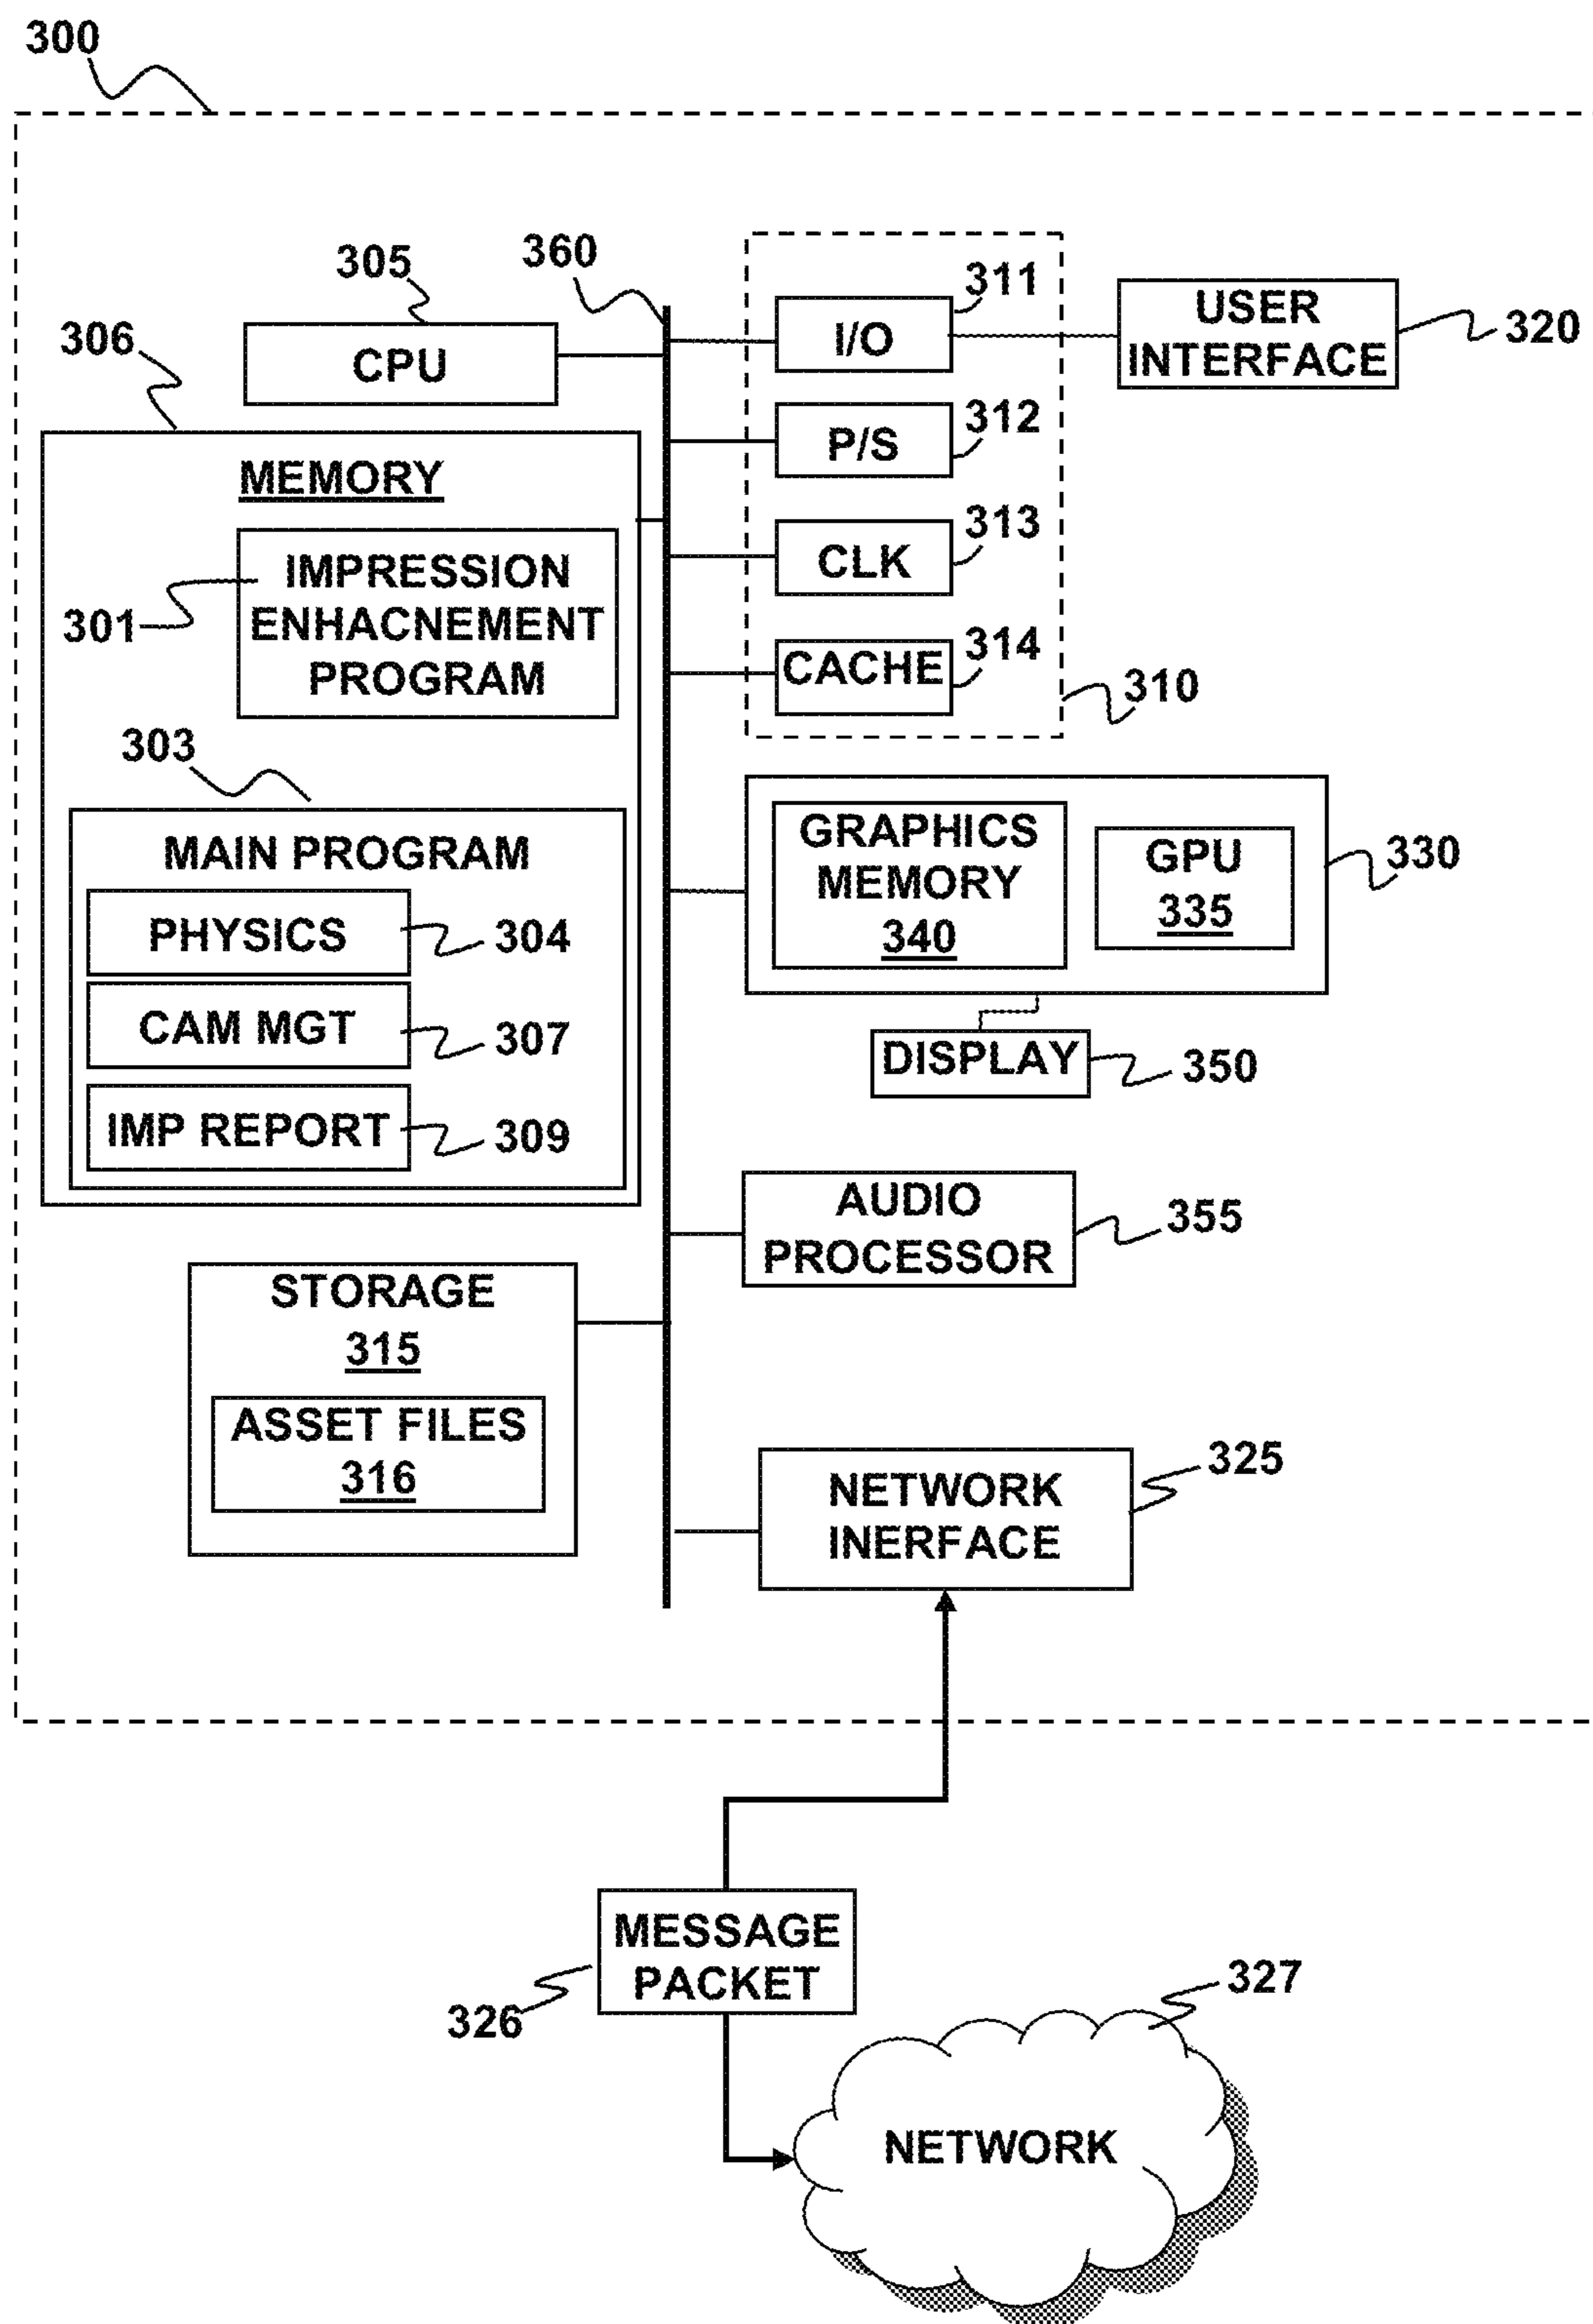 300
305
360
306
CPU
MEMORY
IMPRESSION
ENHACNEMENT
PROGRAM
301
303
MAIN PROGRAM
PHYSICS
304
CAM MGT
307
IMP REPORT
309
STORAGE
315
ASSET FILES
316
I/O
311
P/S
312
CLK
313
CACHE
314
310
USER
INTERFACE
320
GRAPHICS
MEMORY
340
GPU
335
330
DISPLAY
350
AUDIO
PROCESSOR
355
NETWORK
INERFACE
325
MESSAGE
PACKET
326
327
NETWORK